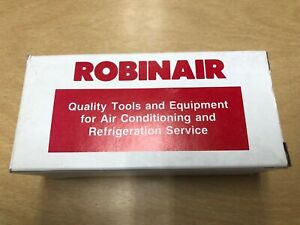 ROBINAIR
Quality Tools and Equipment
for Air Conditioning and
Refrigeration Service